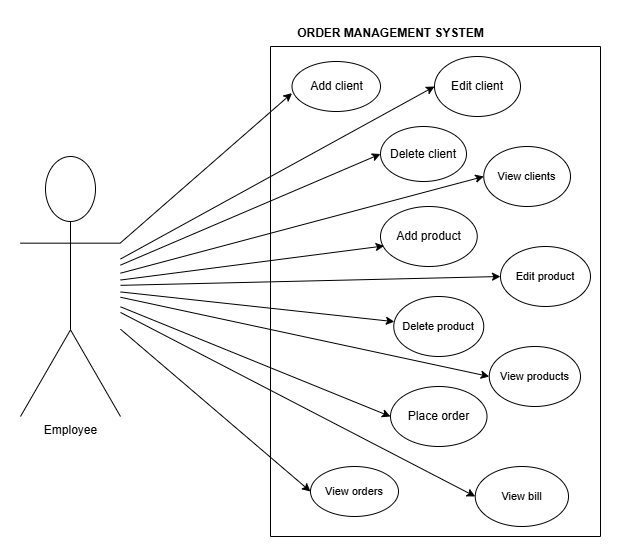 ORDER MANAGEMENT SYSTEM
Add client
Edit client
Delete client
View clients
Add product
Edit product
Delete product
View products
Place order
Employee
View orders
View bill